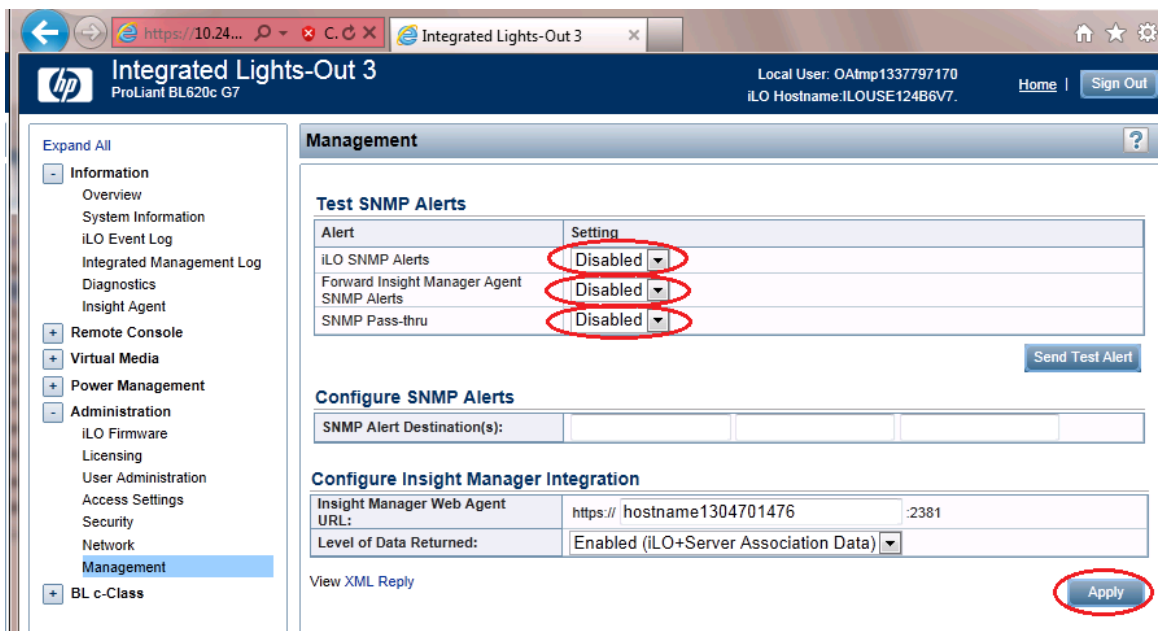 https://10.24...
C.
Integrated Lights-Out 3
hp
Integrated Lights-Out 3
ProLiant BL620c G7
Local User: OAtmp1337797170
iLO Hostname:ILOUSE124B6V7.
Home |
Sign Out
Expand All
- Information
Overview
System Information
iLO Event Log
Integrated Management Log
Diagnostics
Insight Agent
+ Remote Console
+ Virtual Media
+ Power Management
- Administration
iLO Firmware
Licensing
User Administration
Access Settings
Security
Network
Management
+ BL c-Class
Management
?
Test SNMP Alerts
Alert Setting
iLO SNMP Alerts Disabled
Forward Insight Manager Agent
SNMP Alerts Disabled
SNMP Pass-thru Disabled
Send Test Alert
Configure SNMP Alerts
SNMP Alert Destination(s):
Configure Insight Manager Integration
Insight Manager Web Agent
URL: https:// hostname1304701476 :2381
Level of Data Returned: Enabled (iLO+Server Association Data)
View XML Reply
Apply